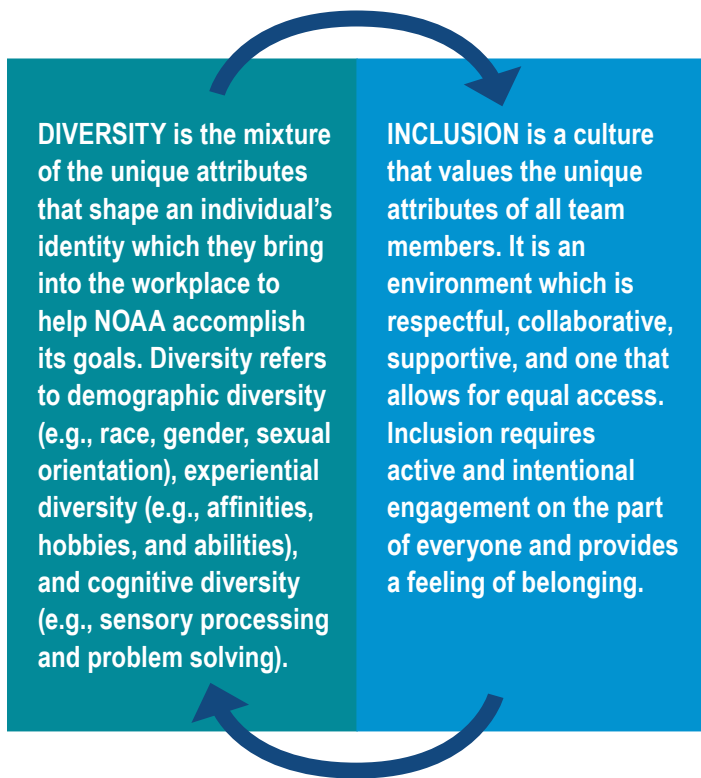 DIVERSITY is the mixture
of the unique attributes
that shape an individual’s
identity which they bring
into the workplace to
help NOAA accomplish
its goals. Diversity refers
to demographic diversity
(e.g., race, gender, sexual
orientation), experiential
diversity (e.g., affinities,
hobbies, and abilities),
and cognitive diversity
(e.g., sensory processing
and problem solving).
INCLUSION is a culture
that values the unique
attributes of all team
members. It is an
environment which is
respectful, collaborative,
supportive, and one that
allows for equal access.
Inclusion requires
active and intentional
engagement on the part
of everyone and provides
a feeling of belonging.